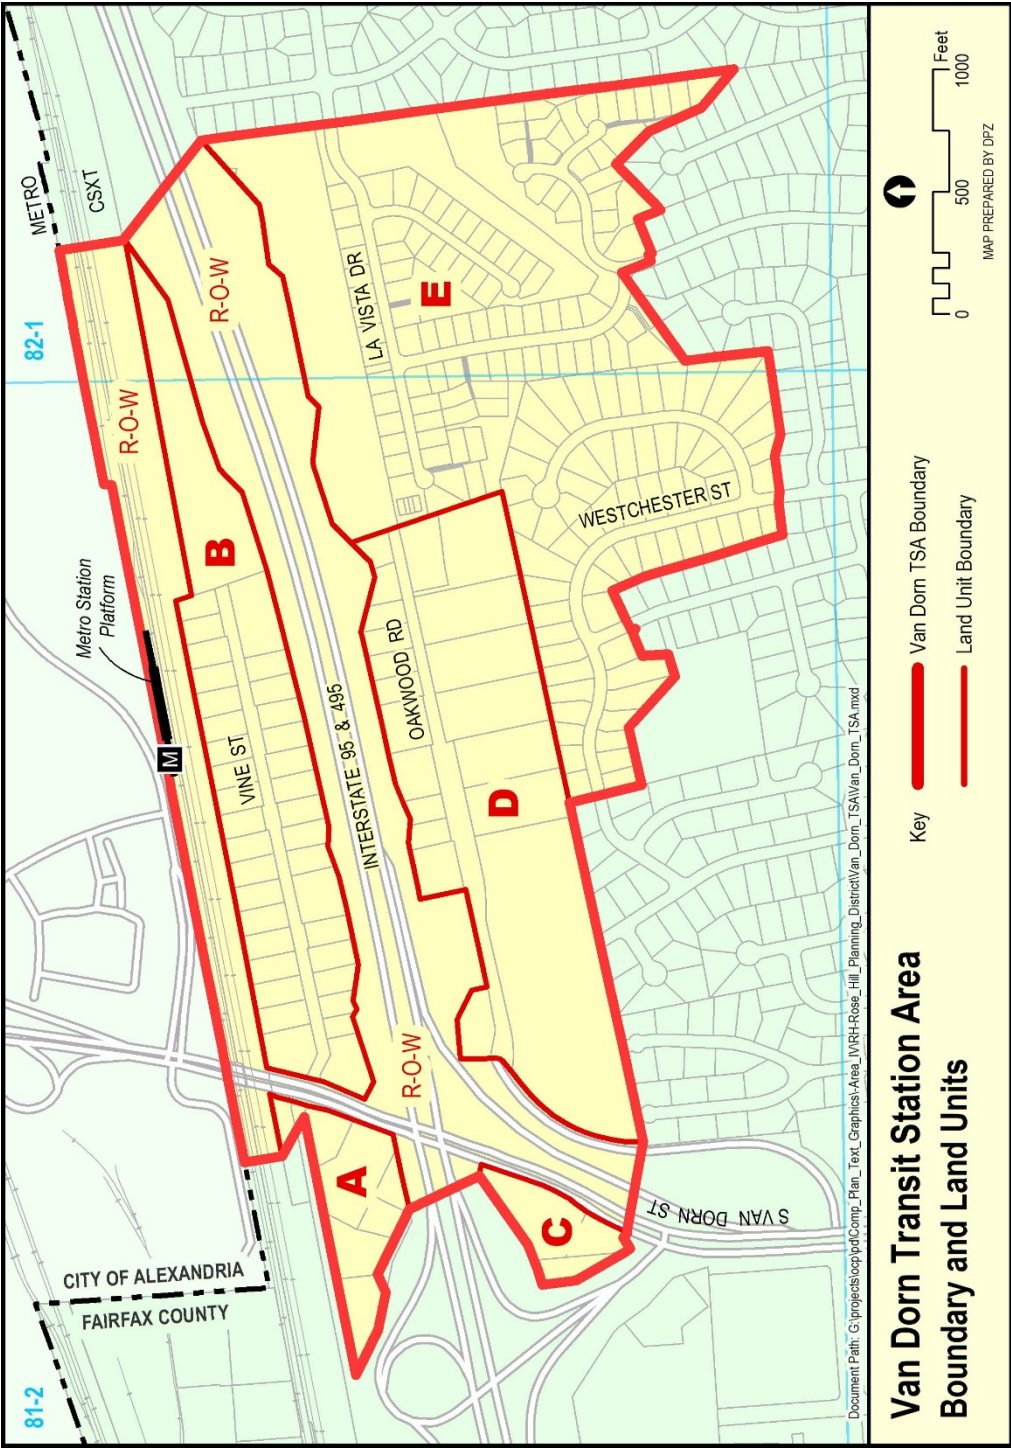 81-2
82-1
CITY OF ALEXANDRIA
FAIRFAX COUNTY
METRO
CSXT
Metro Station
Platform
M
R-O-W
R-O-W
R-O-W
A
B
C
D
E
VINE ST
INTERSTATE 95 & 495
OAKWOOD RD
LA VISTA DR
WESTCHESTER ST
S VAN DORN ST
Document Path: G:\projects\ocp\pd\Comp_Plan_Text_Graphics\-Area_IV\RH-Rose_Hill_Planning_District\Van_Dorn_TSA\Van_Dorn_TSA.mxd
Van Dorn Transit Station Area
Boundary and Land Units
Key
Van Dorn TSA Boundary
Land Unit Boundary
0 500 1000
Feet
MAP PREPARED BY DPZ